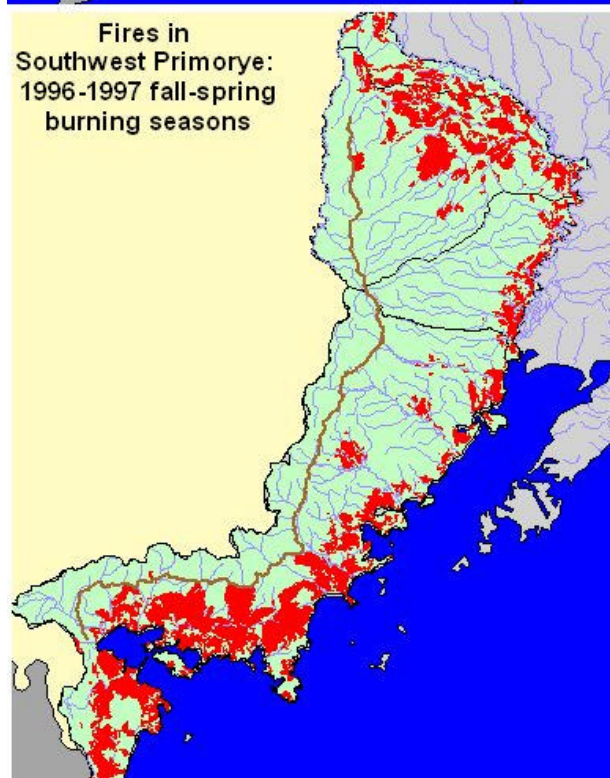 Fires in
Southwest Primorye:
1996-1997 fall-spring
burning seasons